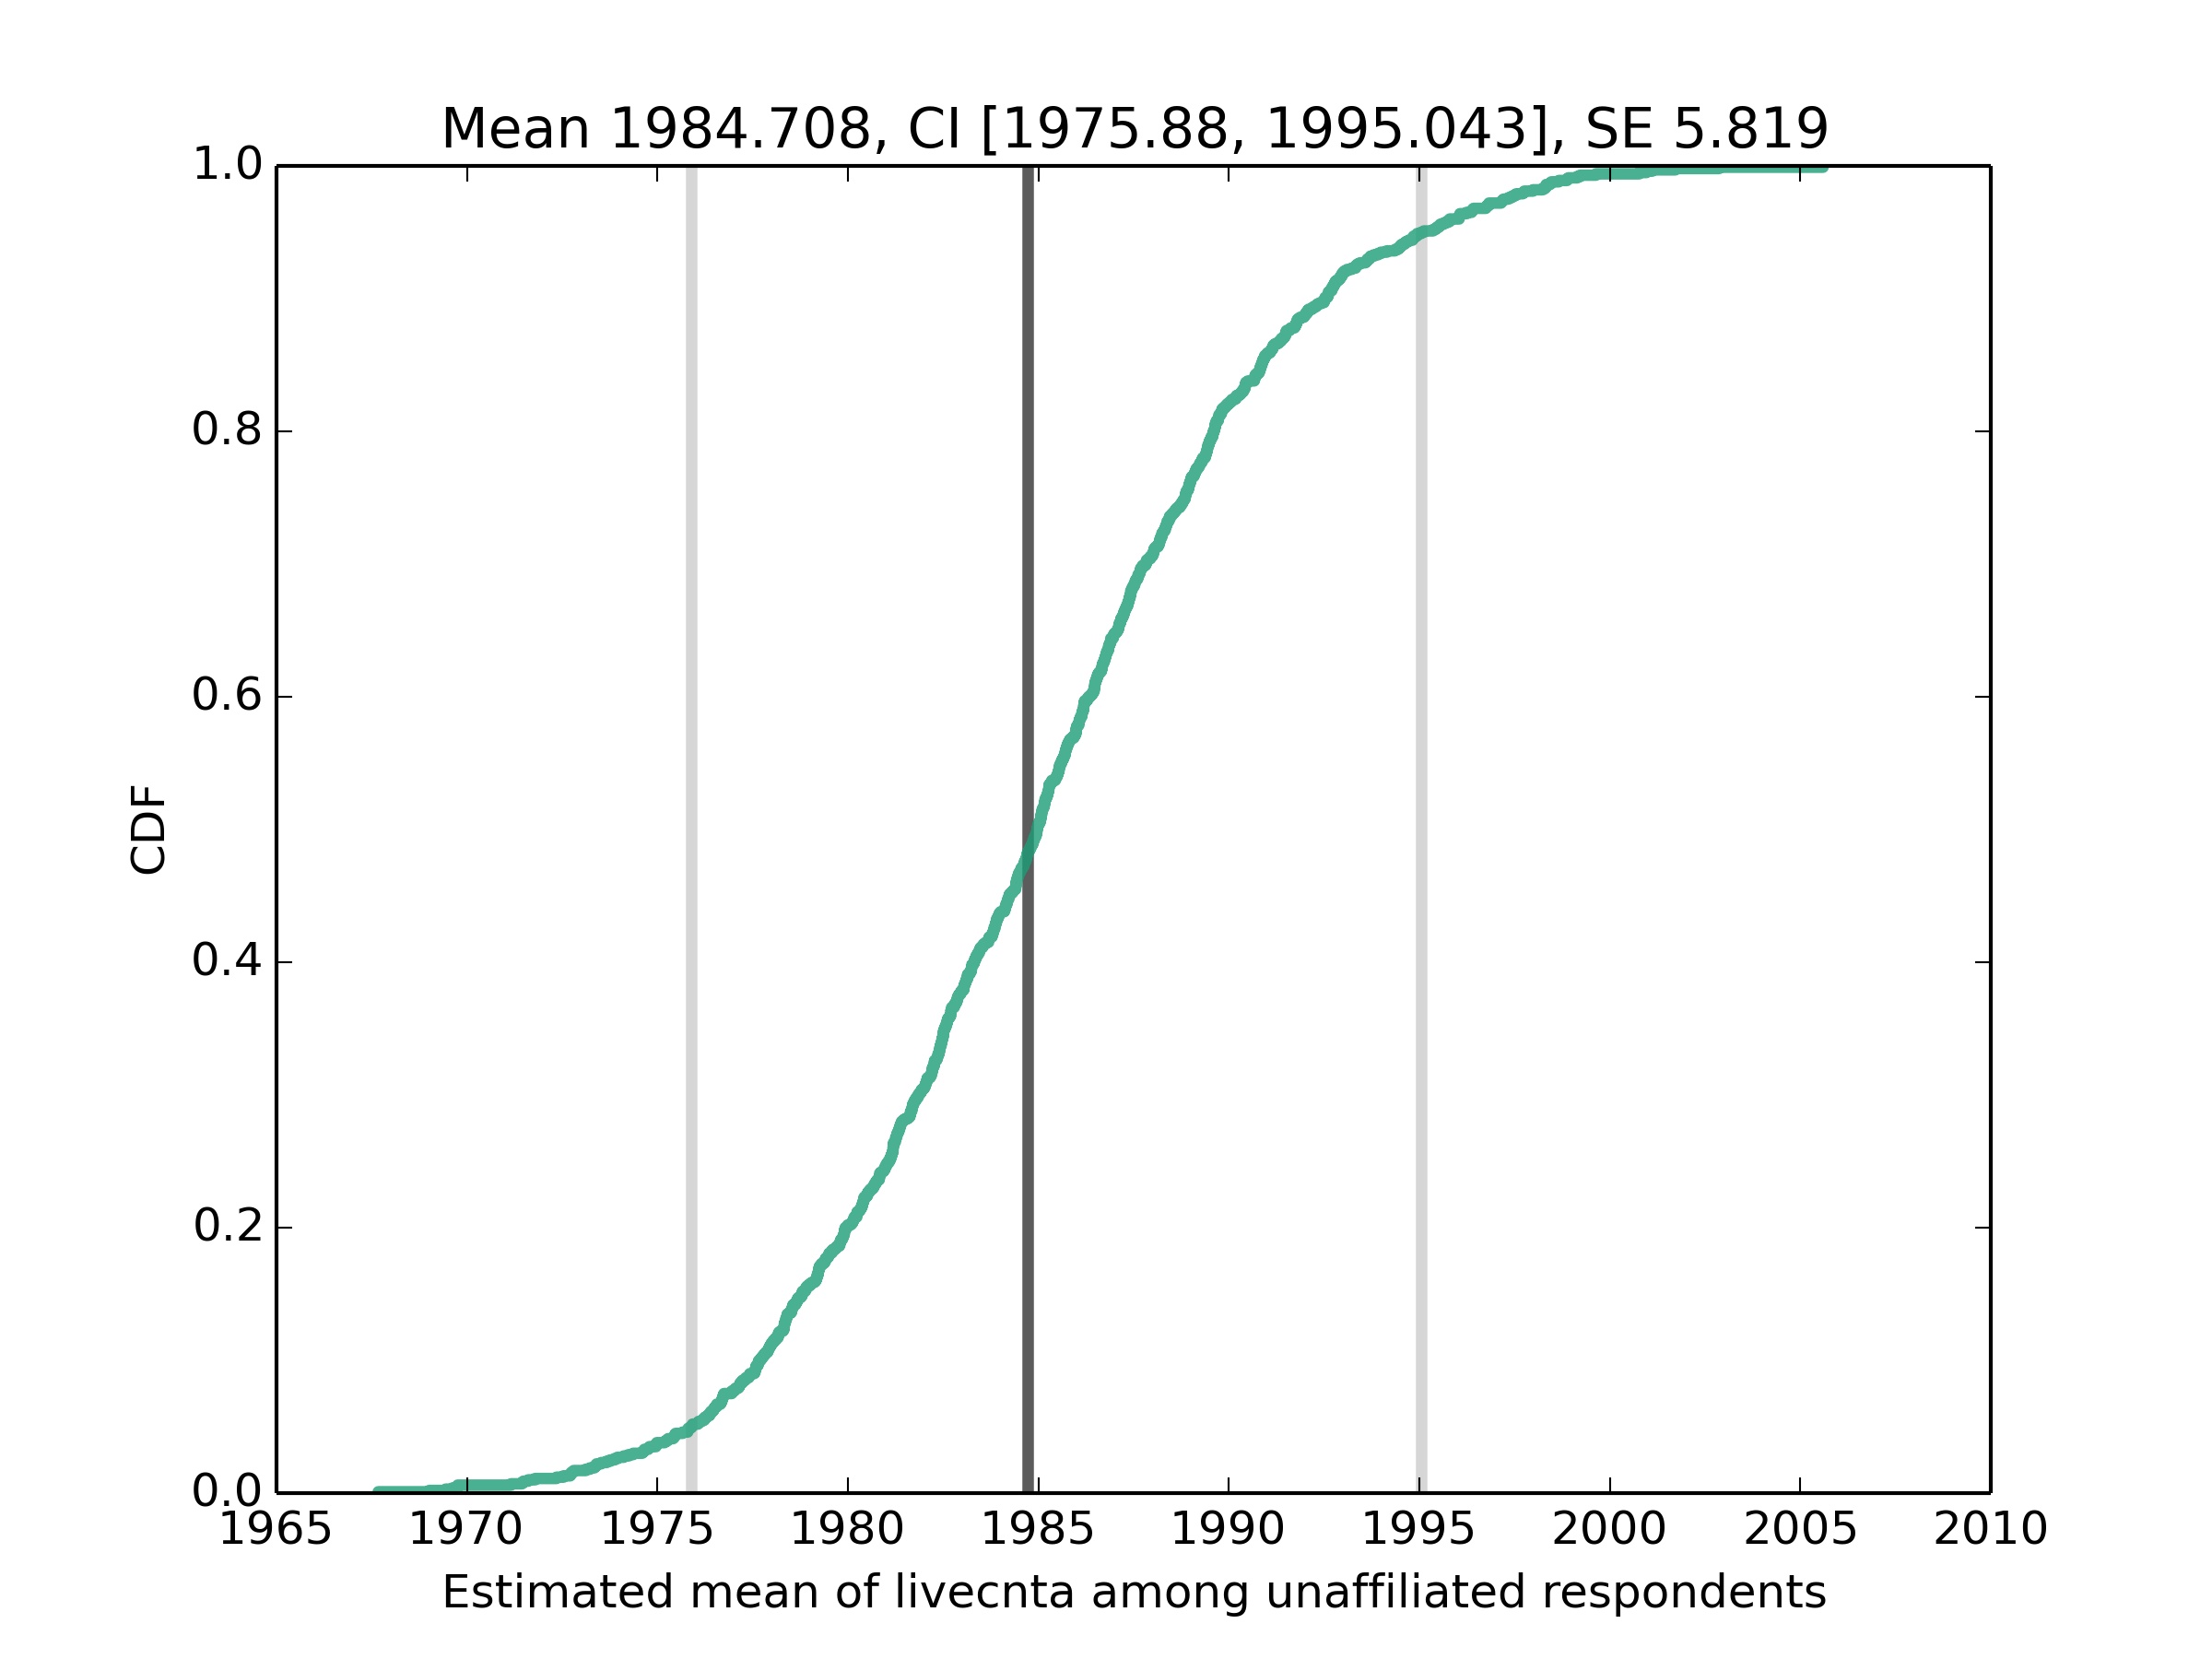 Mean 1984.708, CI [1975.88, 1995.043], SE 5.819
1.0
0.8
0.6
0.4
0.2
0.0
CDF
1965 1970 1975 1980 1985 1990 1995 2000 2005 2010
Estimated mean of livecnta among unaffiliated respondents